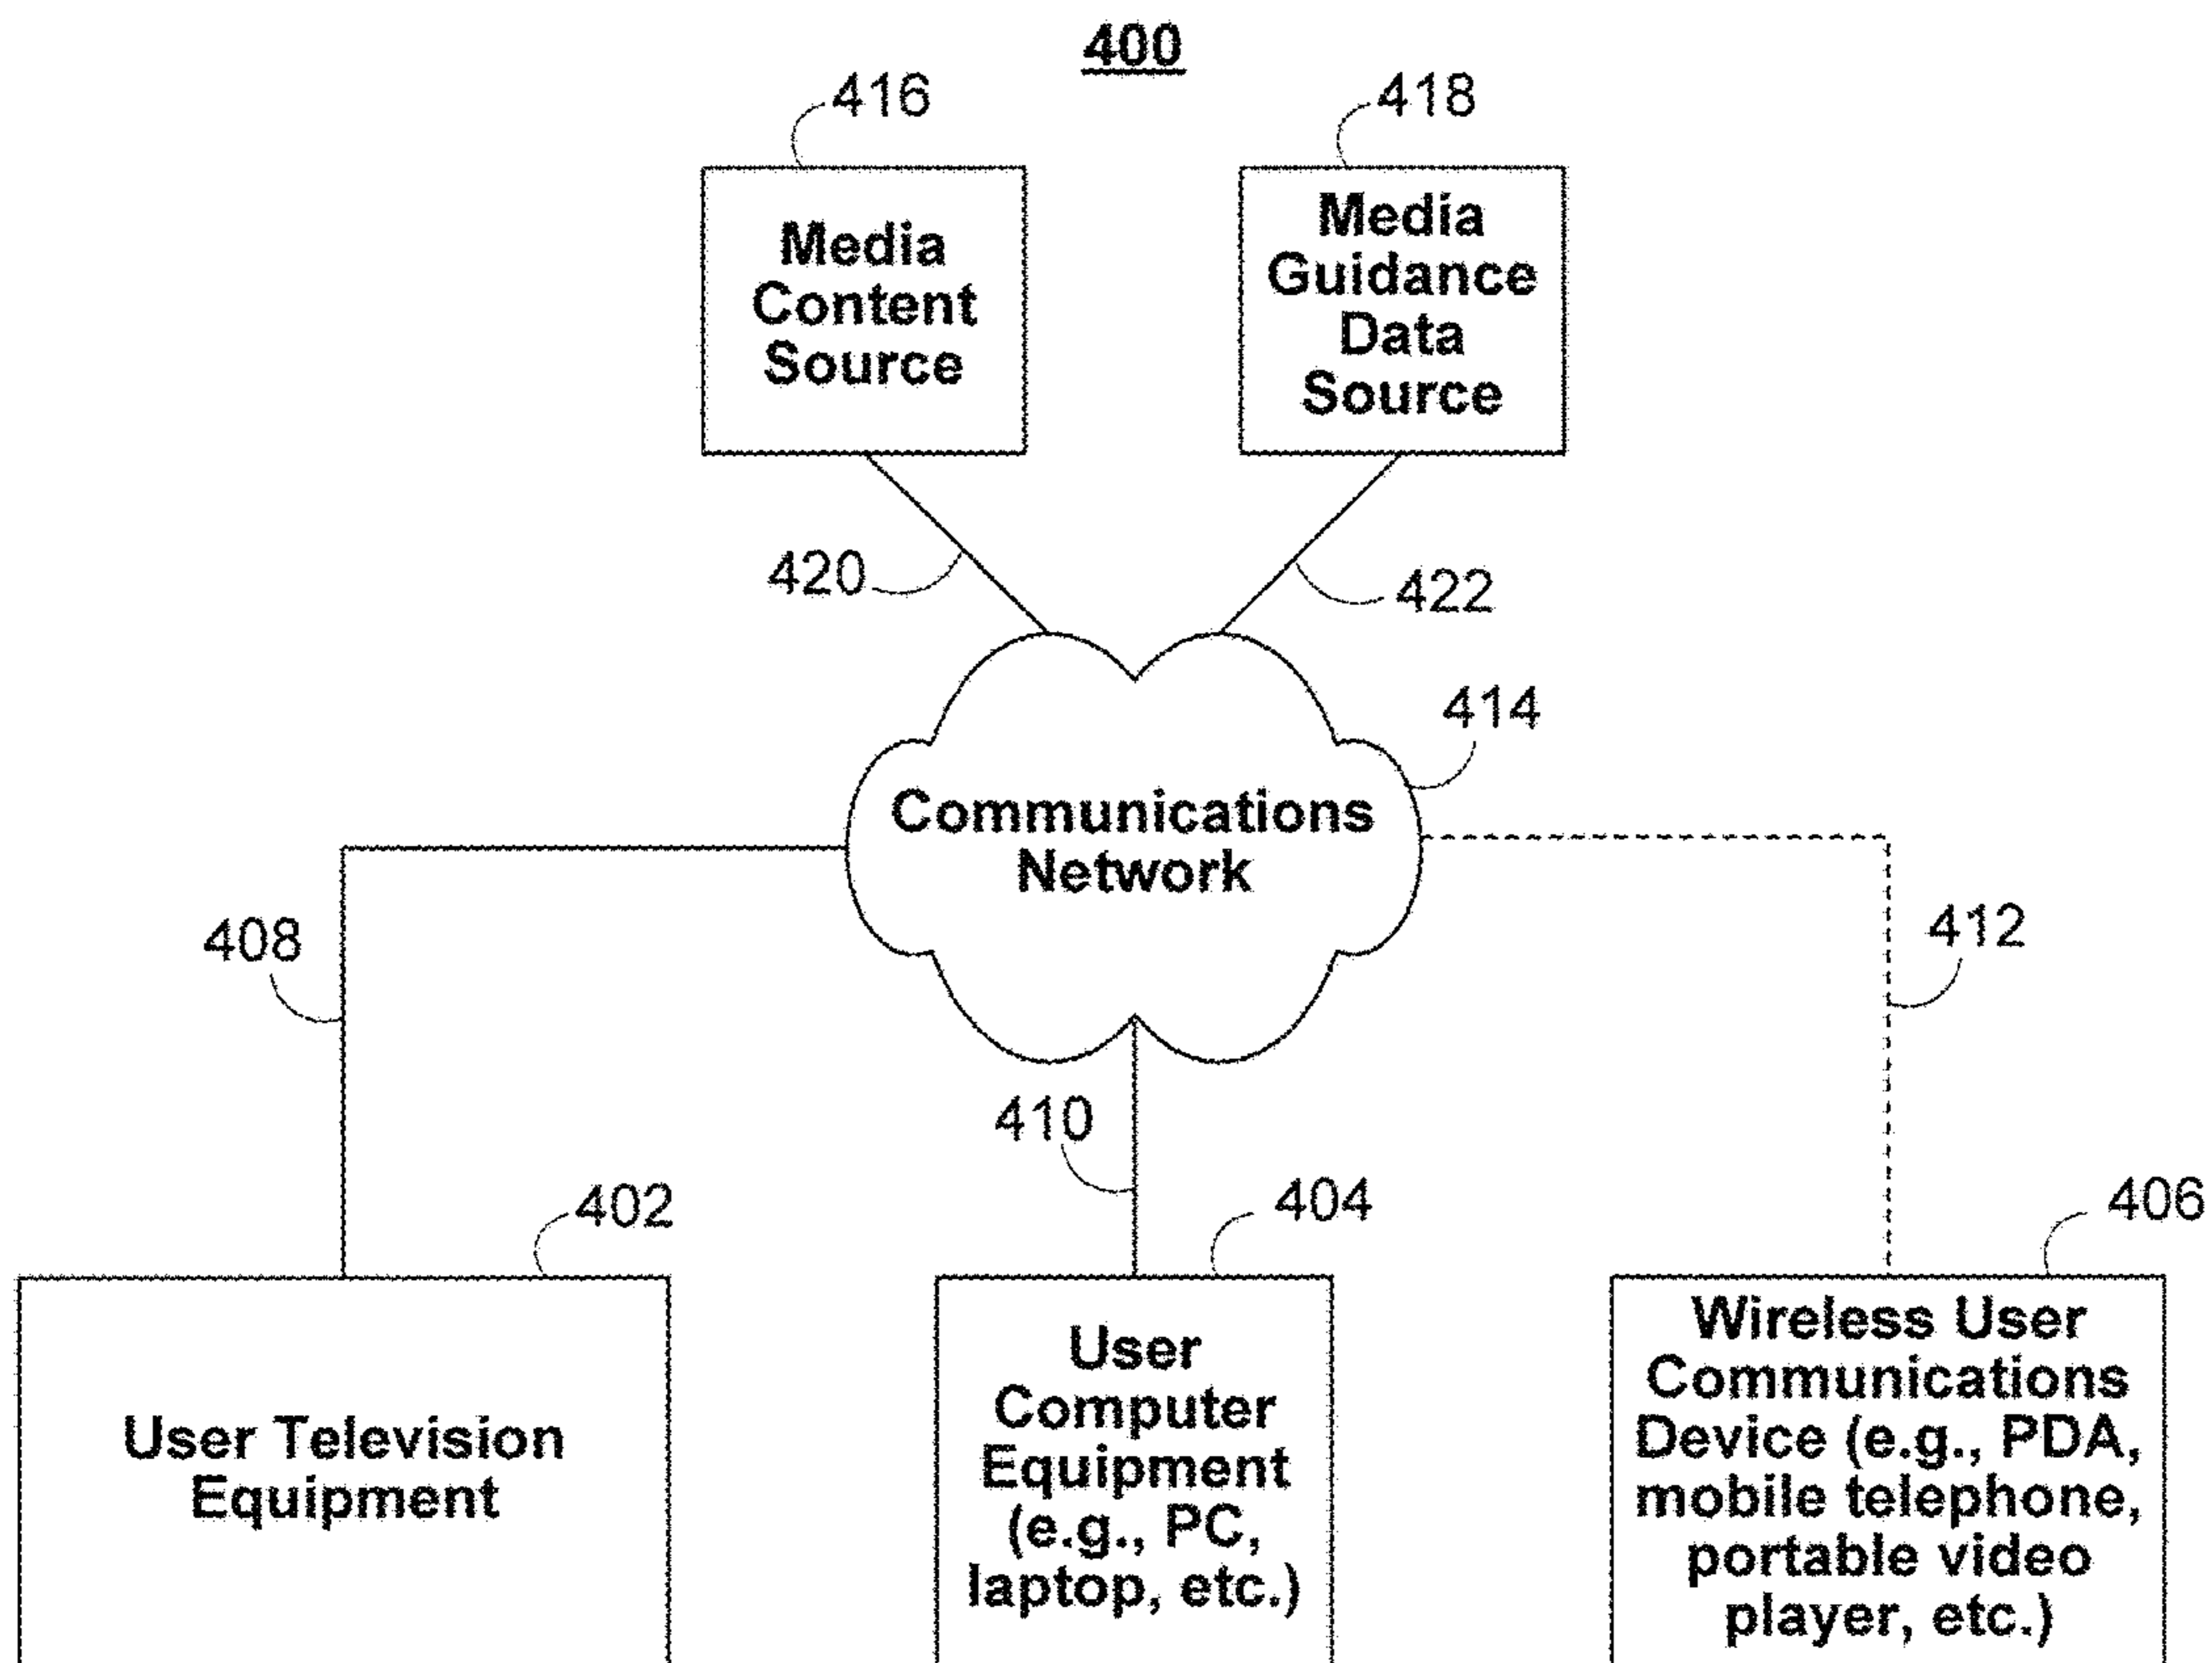 400
416
418
Media
Content
Source
Media
Guidance
Data
Source
420
422
414
Communications
Network
408
412
410
402
404
406
User Television
Equipment
User
Computer
Equipment
(e.g., PC,
laptop, etc.)
Wireless User
Communications
Device (e.g., PDA,
mobile telephone,
portable video
player, etc.)